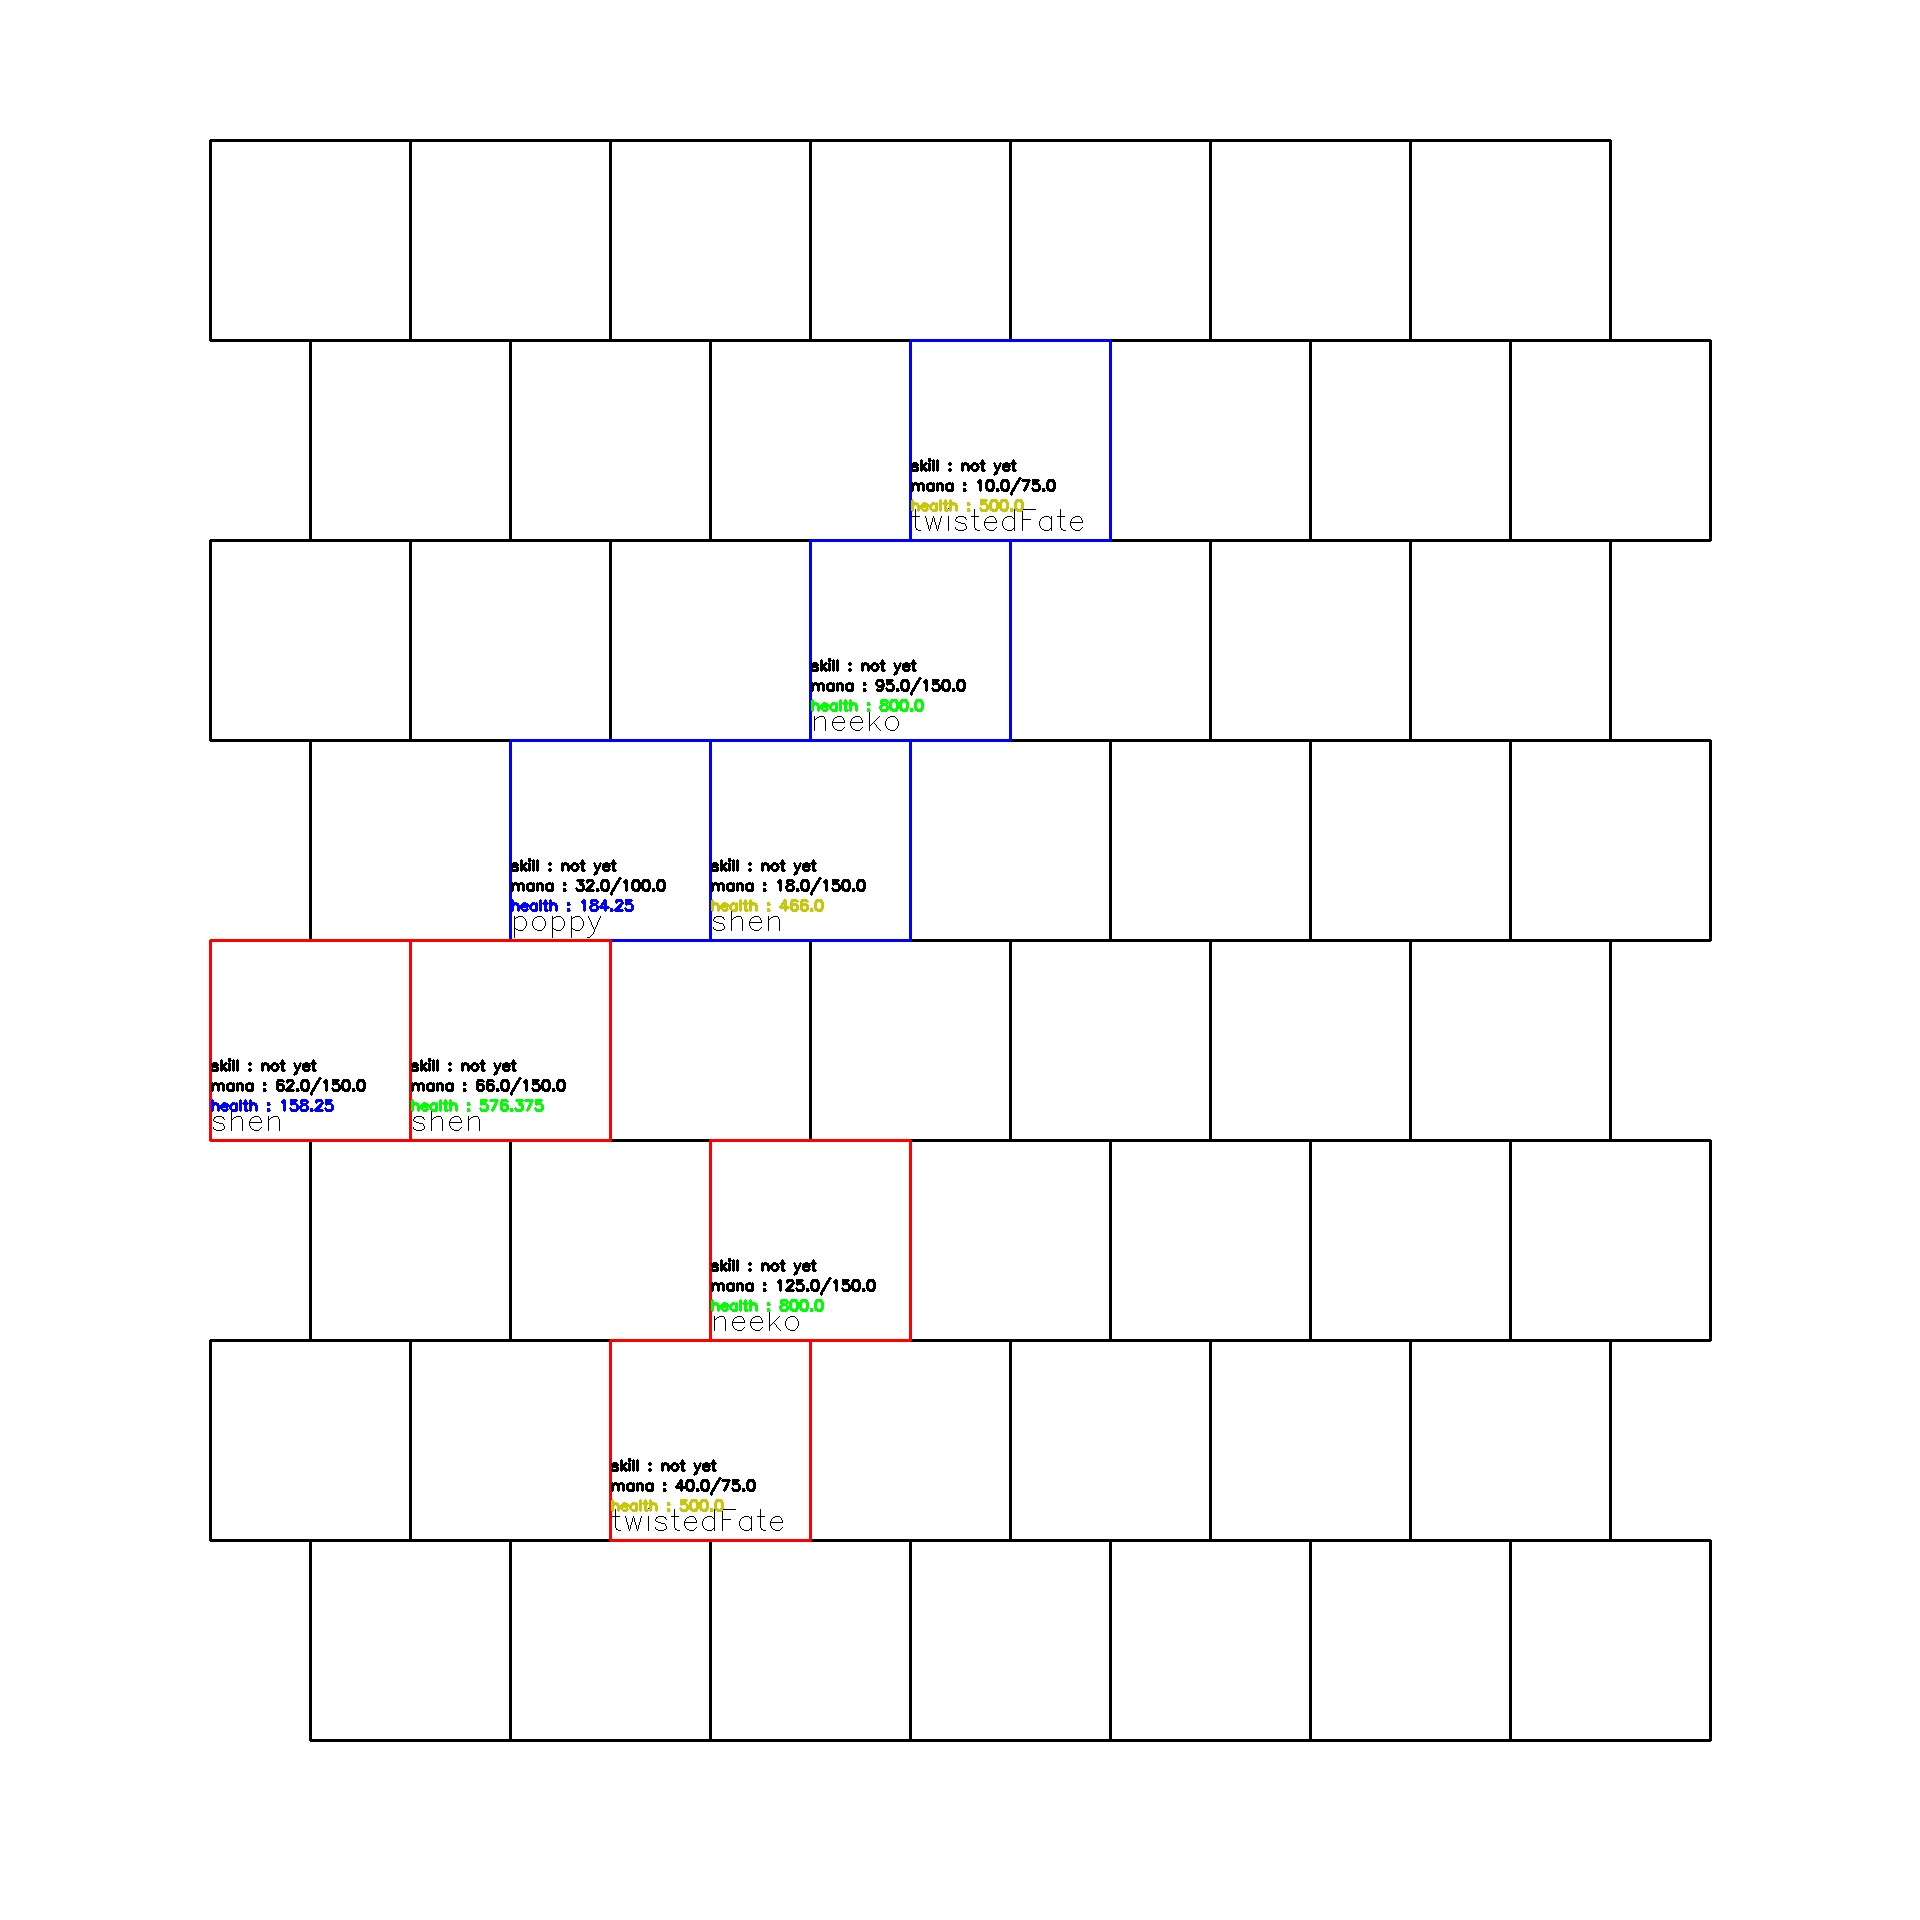 skill : not yet
mana : 10.0/75.0
health : 500.0
twistedFate
skill : not yet
mana : 95.0/150.0
health : 800.0
neeko
skill : not yet
mana : 32.0/100.0
health : 184.25
poppy
skill : not yet
mana : 18.0/150.0
health : 466.0
shen
skill : not yet
mana : 62.0/150.0
health : 158.25
shen
skill : not yet
mana : 66.0/150.0
health : 576.375
shen
skill : not yet
mana : 125.0/150.0
health : 800.0
neeko
skill : not yet
mana : 40.0/75.0
health : 500.0
twistedFate